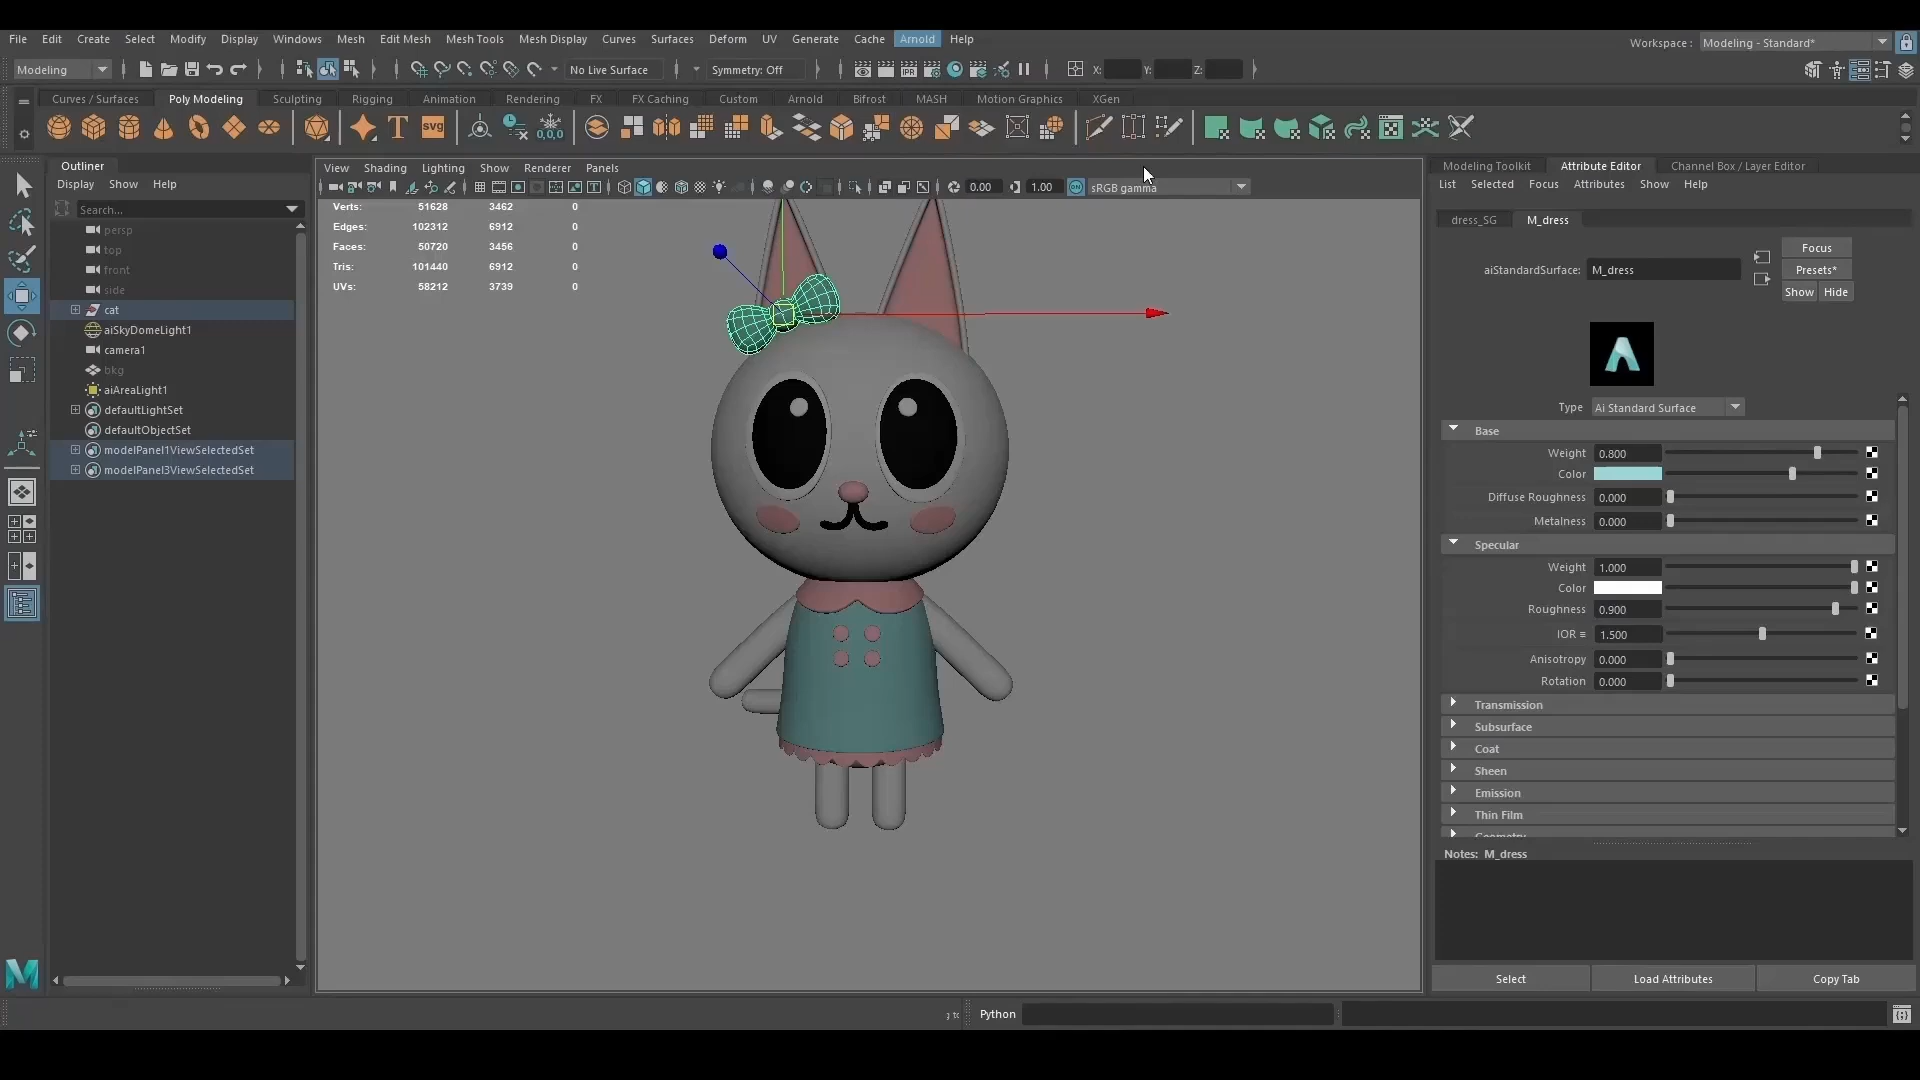 File Edit Create Select Modify Display Windows Mesh Edit Mesh Mesh Tools Mesh Display Curves Surfaces Deform UV Generate Cache Arnold Help
Workspace : Modeling - Standard*
Modeling No Live Surface Symmetry: Off X: Y: Z:
Curves / Surfaces Poly Modeling Sculpting Rigging Animation Rendering FX FX Caching Custom Arnold Bifrost MASH Motion Graphics XGen
T SVG 0,0,0
Outliner
Display Show Help
Search...
persp
top
front
side
cat
aiSkyDomeLight1
camera1
bkg
aiAreaLight1
defaultLightSet
defaultObjectSet
modelPanel1ViewSelectedSet
modelPanel3ViewSelectedSet
View Shading Lighting Show Renderer Panels
0.00 1.00 ON sRGB gamma
Verts: 51628 3462 0
Edges: 102312 6912 0
Faces: 50720 3456 0
Tris: 101440 6912 0
UVs: 58212 3739 0
Modeling Toolkit Attribute Editor Channel Box / Layer Editor
List Selected Focus Attributes Show Help
dress_SG M_dress
Focus
aiStandardSurface: M_dress Presets*
Show Hide
Type Ai Standard Surface
Base
Weight 0.800
Color
Diffuse Roughness 0.000
Metalness 0.000
Specular
Weight 1.000
Color
Roughness 0.900
IOR 1.500
Anisotropy 0.000
Rotation 0.000
Transmission
Subsurface
Coat
Sheen
Emission
Thin Film
Geometry
Notes: M_dress
Select Load Attributes Copy Tab
Python